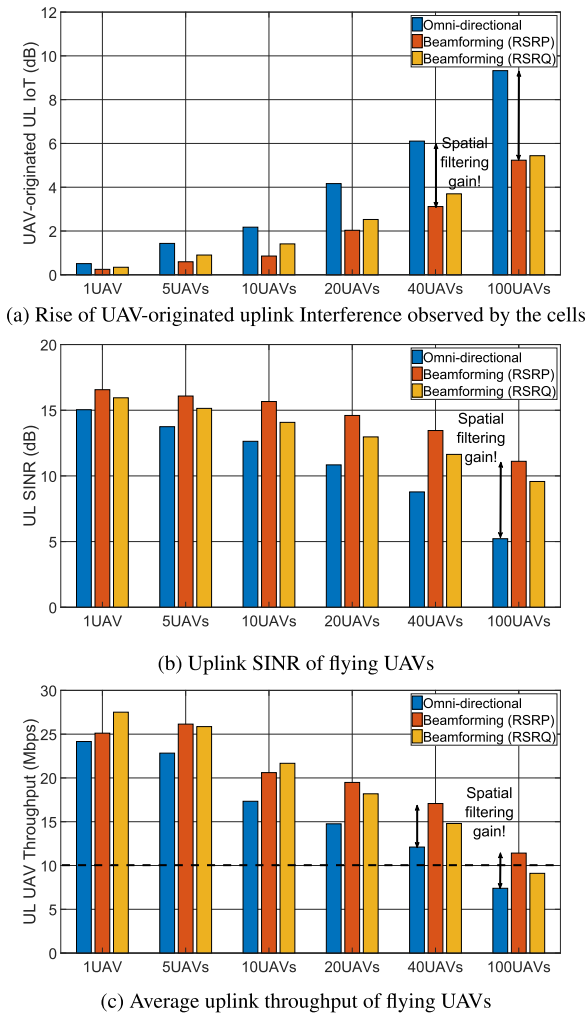 12
10
8
6
4
2
0
UAV-originated UL IoT (dB)
Omni-directional
Beamforming (RSRP)
Beamforming (RSRQ)
Spatial
filtering
gain!
1UAV 5UAVs 10UAVs 20UAVs 40UAVs 100UAVs
(a) Rise of UAV-originated uplink Interference observed by the cells
20
15
10
5
0
UL SINR (dB)
Omni-directional
Beamforming (RSRP)
Beamforming (RSRQ)
Spatial
filtering
gain!
1UAV 5UAVs 10UAVs 20UAVs 40UAVs 100UAVs
(b) Uplink SINR of flying UAVs
30
25
20
15
10
5
0
UL UAV Throughput (Mbps)
Omni-directional
Beamforming (RSRP)
Beamforming (RSRQ)
Spatial
filtering
gain!
1UAV 5UAVs 10UAVs 20UAVs 40UAVs 100UAVs
(c) Average uplink throughput of flying UAVs